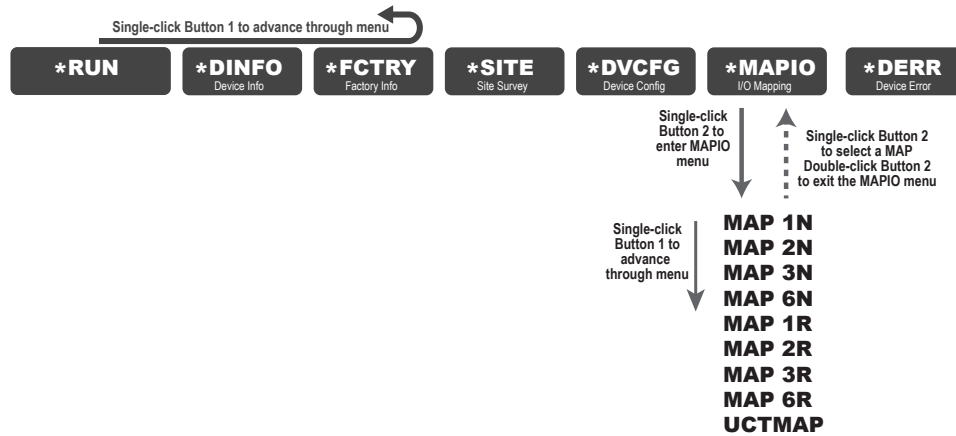 Single-click Button 1 to advance through menu
*RUN
*DINFO
Device Info
*FCTRY
Factory Info
*SITE
Site Survey
*DVCFG
Device Config
*MAPIO
I/O Mapping
*DERR
Device Error
Single-click
Button 2 to
enter MAPIO
menu
Single-click Button 2
to select a MAP
Double-click Button 2
to exit the MAPIO menu
Single-click
Button 1 to
advance
through menu
MAP 1N
MAP 2N
MAP 3N
MAP 6N
MAP 1R
MAP 2R
MAP 3R
MAP 6R
UCTMAP